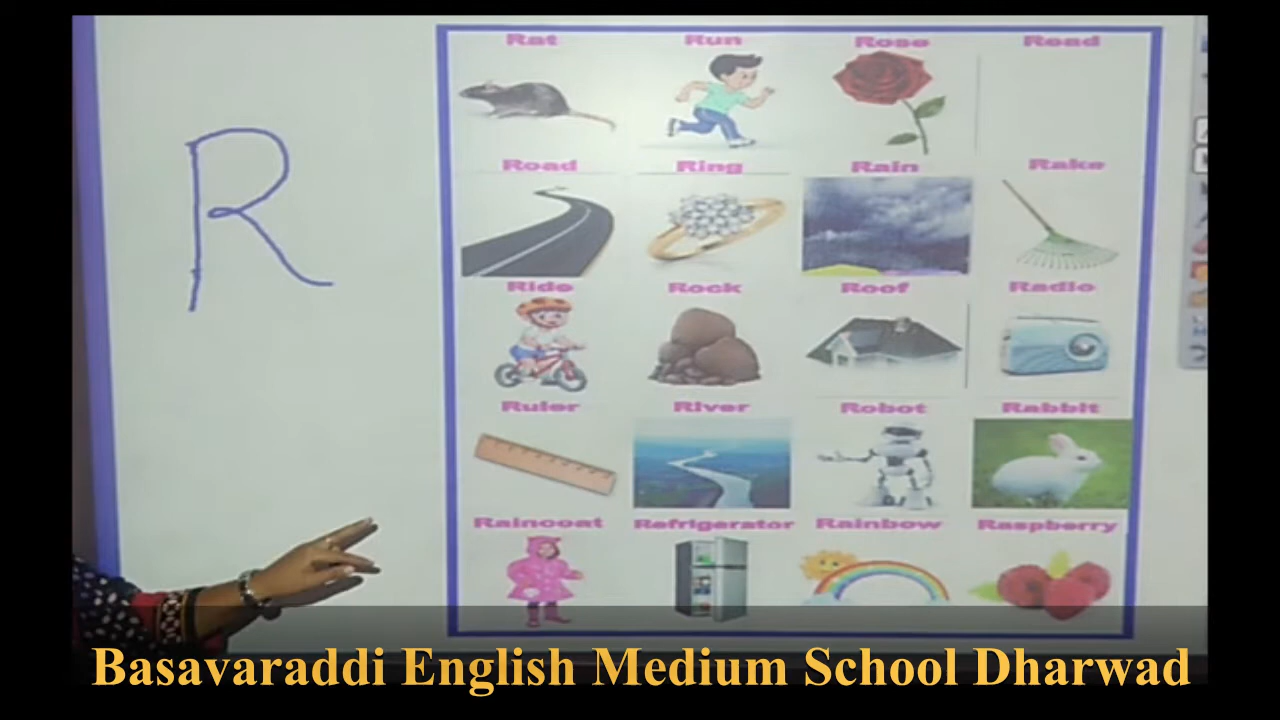 R
Rat Run Rose Read
Road Ring Rain Rake
Ride Rock Roof Radio
Ruler River Robot Rabbit
Raincoat Refrigerator Rainbow Raspberry
Basavaraddi English Medium School Dharwad